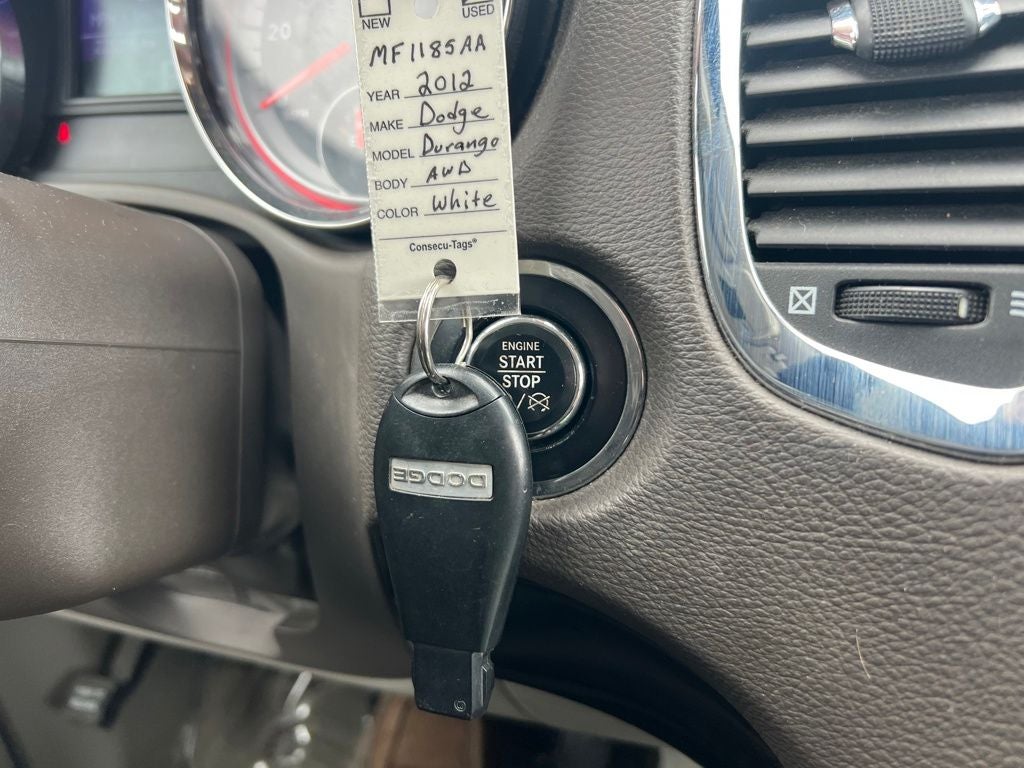 20
NEW USED
MF1185AA
YEAR 2012
MAKE Dodge
MODEL Durango
BODY AWD
COLOR White
Consecu-Tags®
ENGINE
START
STOP
DODGE